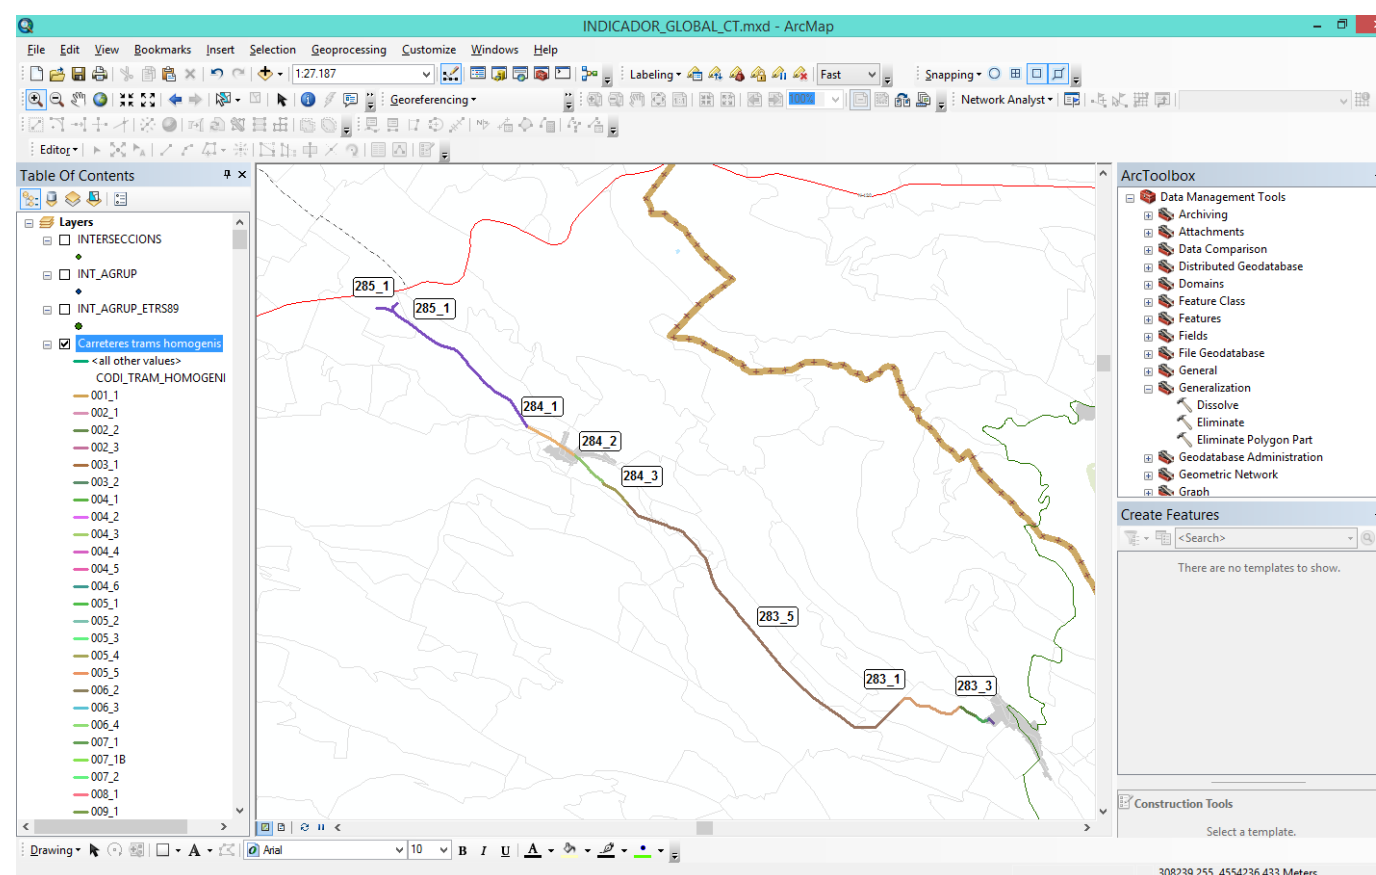 INDICADOR_GLOBAL_CT.mxd - ArcMap
File Edit View Bookmarks Insert Selection Geoprocessing Customize Windows Help
1:27.187 Labeling Fast Snapping
Georeferencing 100% Network Analyst
Editor
Table Of Contents
Layers
INTERSECCIONS
INT_AGRUP
INT_AGRUP_ETRS89
Carreteres trams homogenis
<all other values>
CODI_TRAM_HOMOGENI
001_1
002_1
002_2
002_3
003_1
003_2
004_1
004_2
004_3
004_4
004_5
004_6
005_1
005_2
005_3
005_4
005_5
006_2
006_3
006_4
007_1
007_1B
007_2
008_1
009_1
285_1
285_1
284_1
284_2
284_3
283_5
283_1
283_3
ArcToolbox
Data Management Tools
Archiving
Attachments
Data Comparison
Distributed Geodatabase
Domains
Feature Class
Features
Fields
File Geodatabase
General
Generalization
Dissolve
Eliminate
Eliminate Polygon Part
Geodatabase Administration
Geometric Network
Graph
Create Features
<Search>
There are no templates to show.
Construction Tools
Select a template.
Drawing A Arial 10 B I U A
308239,255 4554236,433 Meters